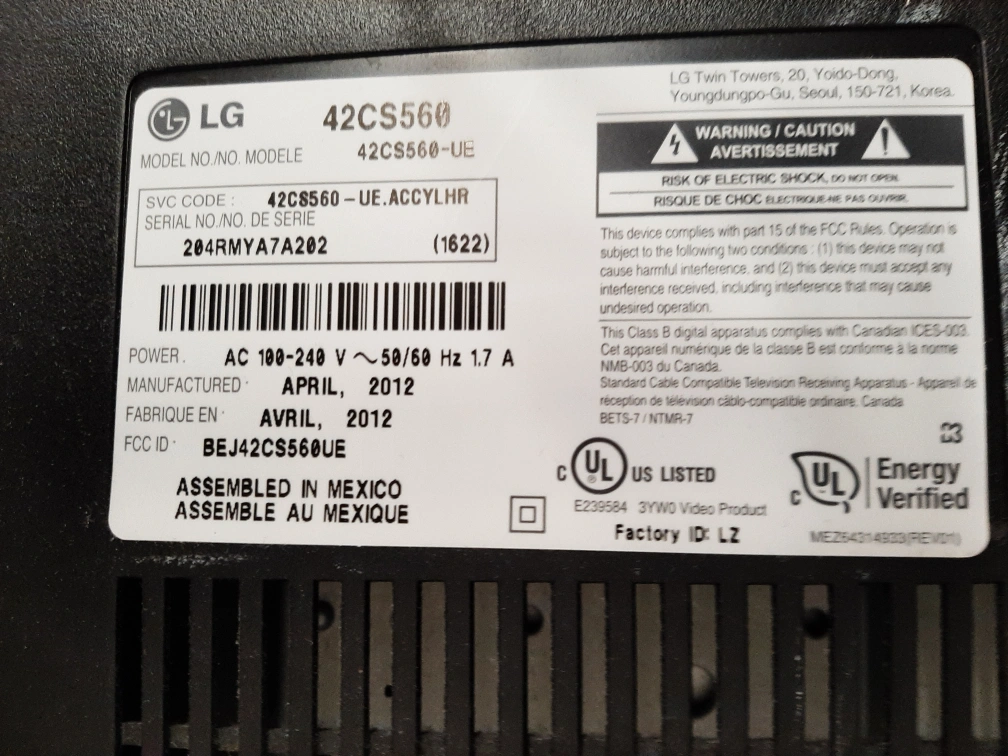 LG
42CS560
MODEL NO./NO. MODELE 42CS560-UE
SVC CODE : 42CS560-UE.ACCYLHR
SERIAL NO./NO. DE SERIE
204RMYA7A202 (1622)
POWER. AC 100-240 V ~ 50/60 Hz 1.7 A
MANUFACTURED · APRIL, 2012
FABRIQUE EN · AVRIL, 2012
FCC ID · BEJ42CS560UE
ASSEMBLED IN MEXICO
ASSEMBLE AU MEXIQUE
LG Twin Towers, 20, Yoido-Dong,
Youngdungpo-Gu, Seoul, 150-721, Korea.
WARNING / CAUTION
AVERTISSEMENT
RISK OF ELECTRIC SHOCK, DO NOT OPEN.
RISQUE DE CHOC ELECTRIQUE-NE PAS OUVRIR.
This device complies with part 15 of the FCC Rules. Operation is
subject to the following two conditions : (1) this device may not
cause harmful interference, and (2) this device must accept any
interference received, including interference that may cause
undesired operation.
This Class B digital apparatus complies with Canadian ICES-003.
Cet appareil numérique de la classe B est conforme à la norme
NMB-003 du Canada.
Standard Cable Compatible Television Receiving Apparatus - Appareil de
réception de télévision câblo-compatible ordinaire, Canada
BETS-7 / NTMR-7
C UL ® US LISTED
E239584 3YW0 Video Product
Factory ID: LZ
C UL Energy
Verified
MEZ64314933(REV01)